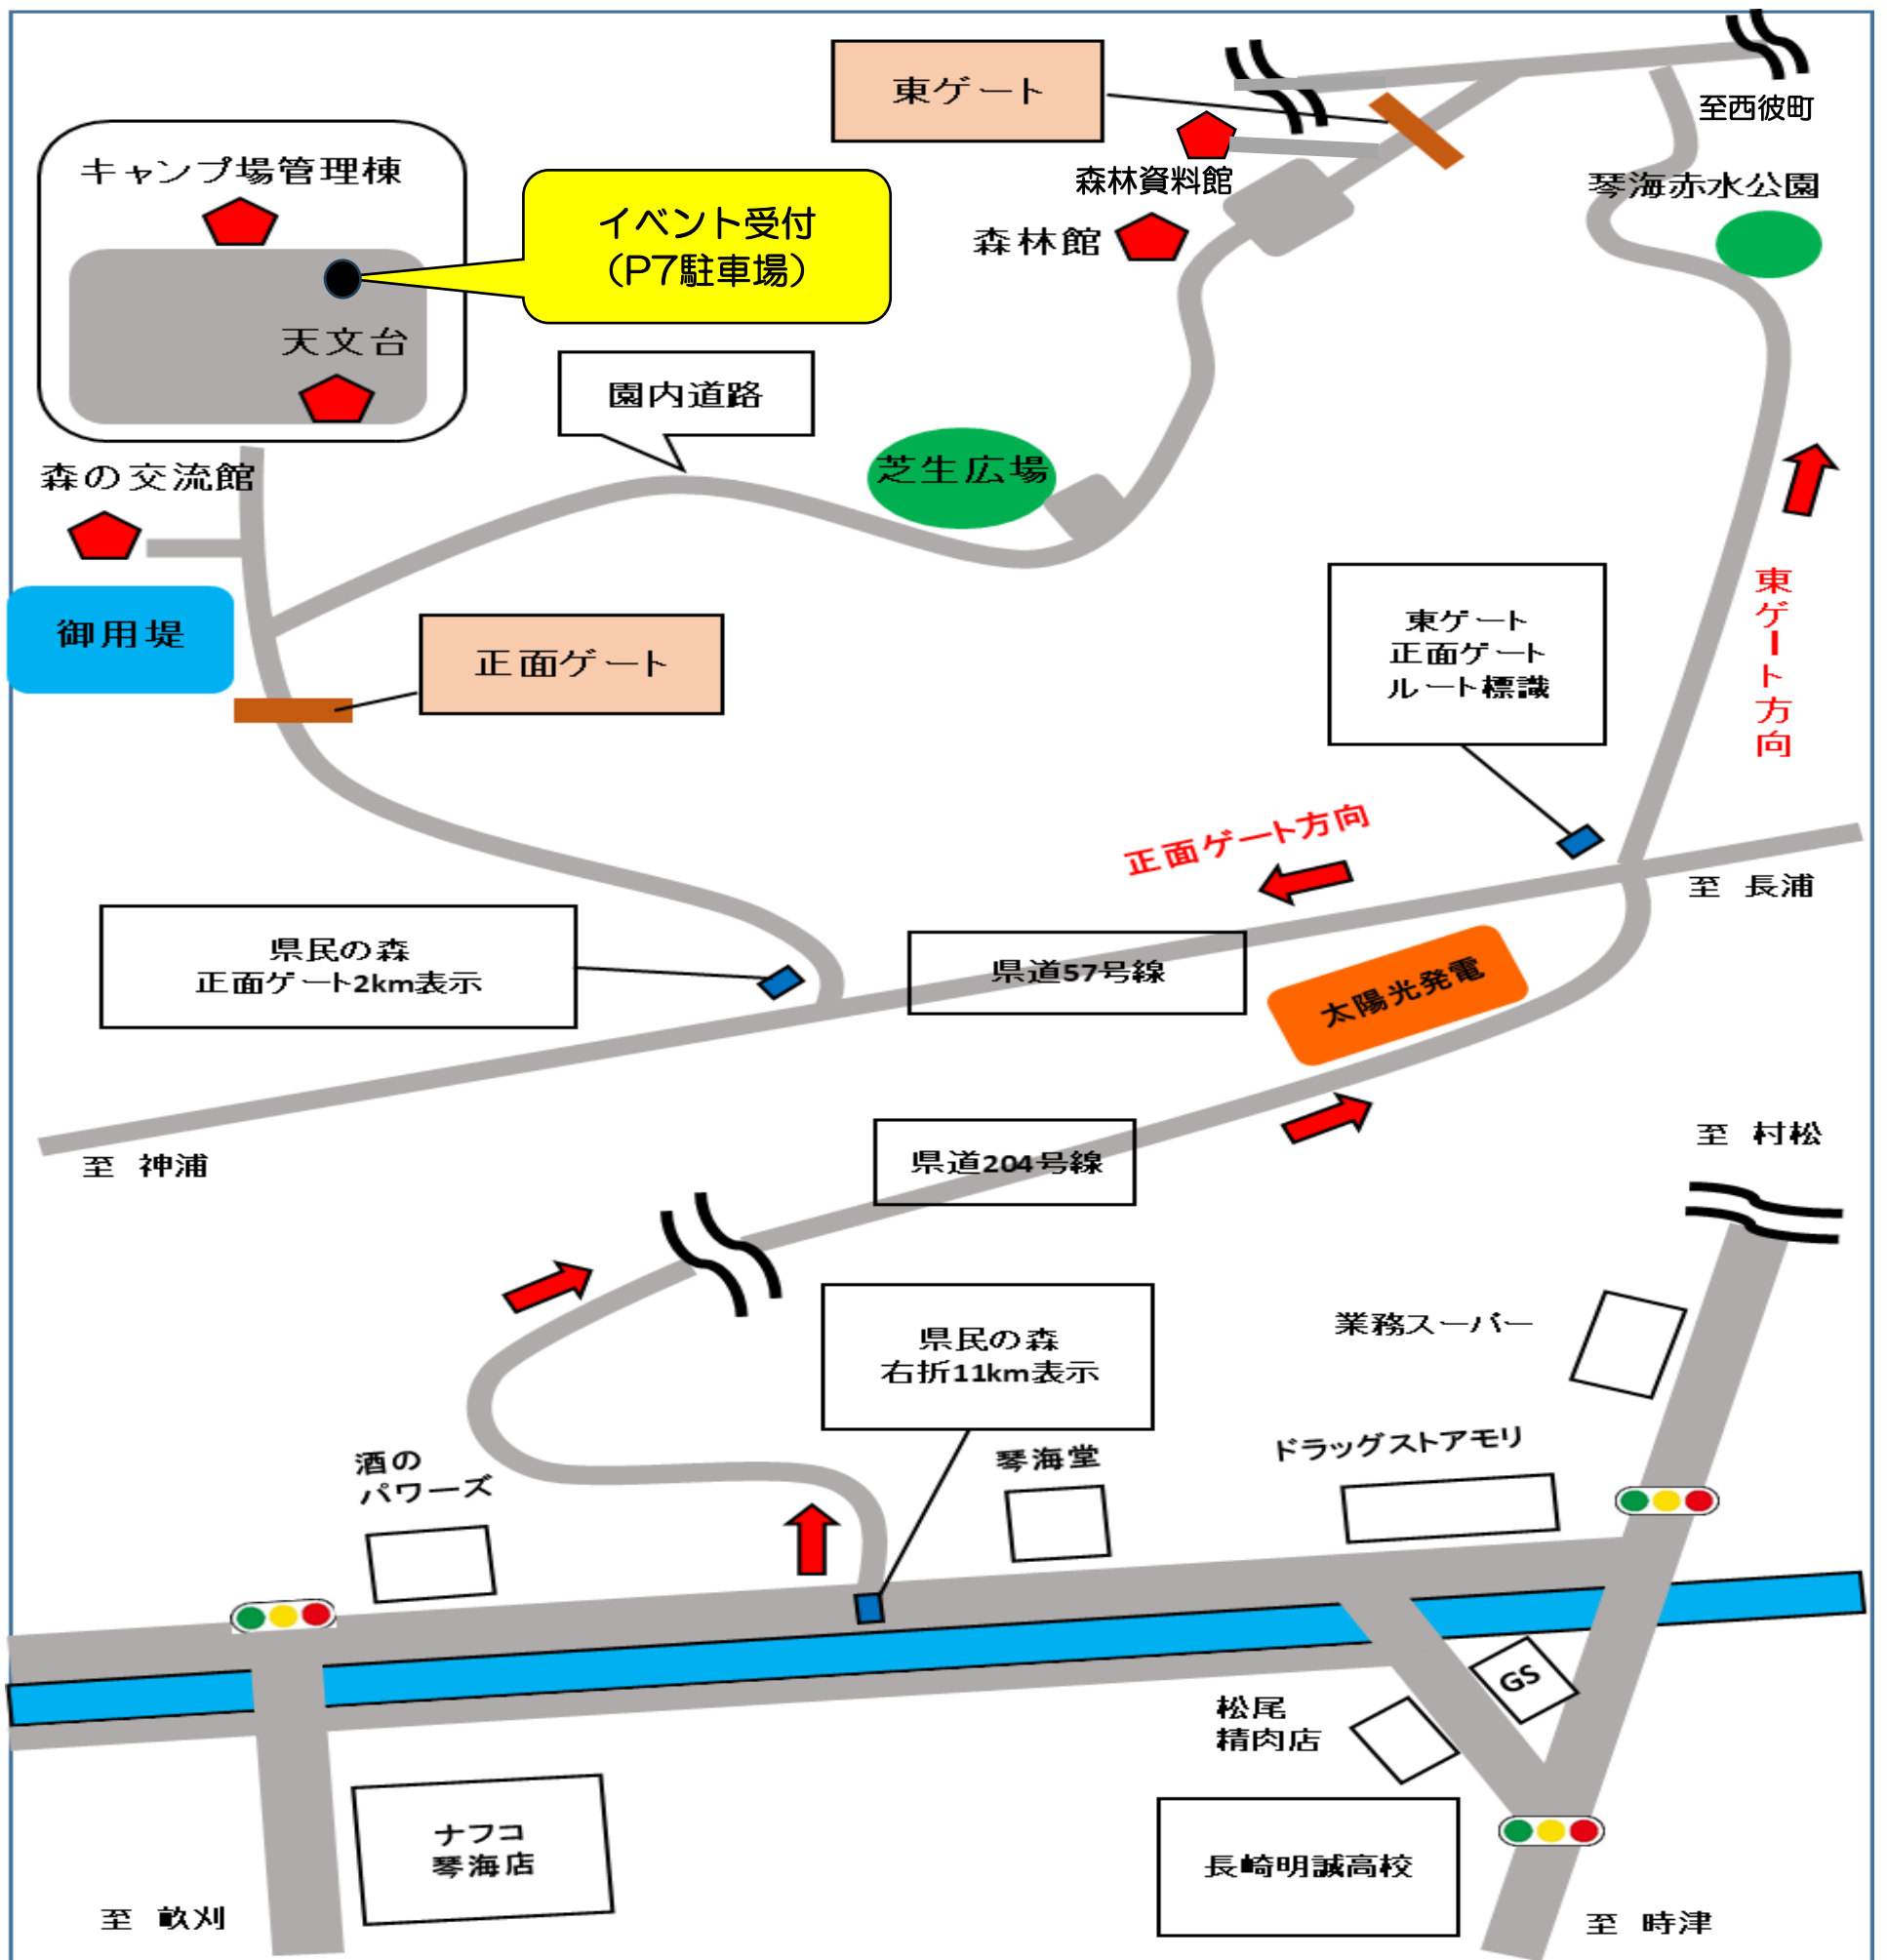 東ゲート
至西彼町
キャンプ場管理棟
イベント受付
(P7駐車場)
森林資料館
琴海赤水公園
森林館
天文台
園内道路
芝生広場
森の交流館
御用堤
正面ゲート
東ゲート
正面ゲート
ルート標識
東ゲート方向
正面ゲート方向
至 長浦
県民の森
正面ゲート2km表示
県道57号線
太陽光発電
至 神浦
県道204号線
至 村松
県民の森
右折11km表示
業務スーパー
酒の
パワーズ
琴海堂
ドラッグストアモリ
GS
松尾
精肉店
ナフコ
琴海店
長崎明誠高校
至 畝刈
至 時津